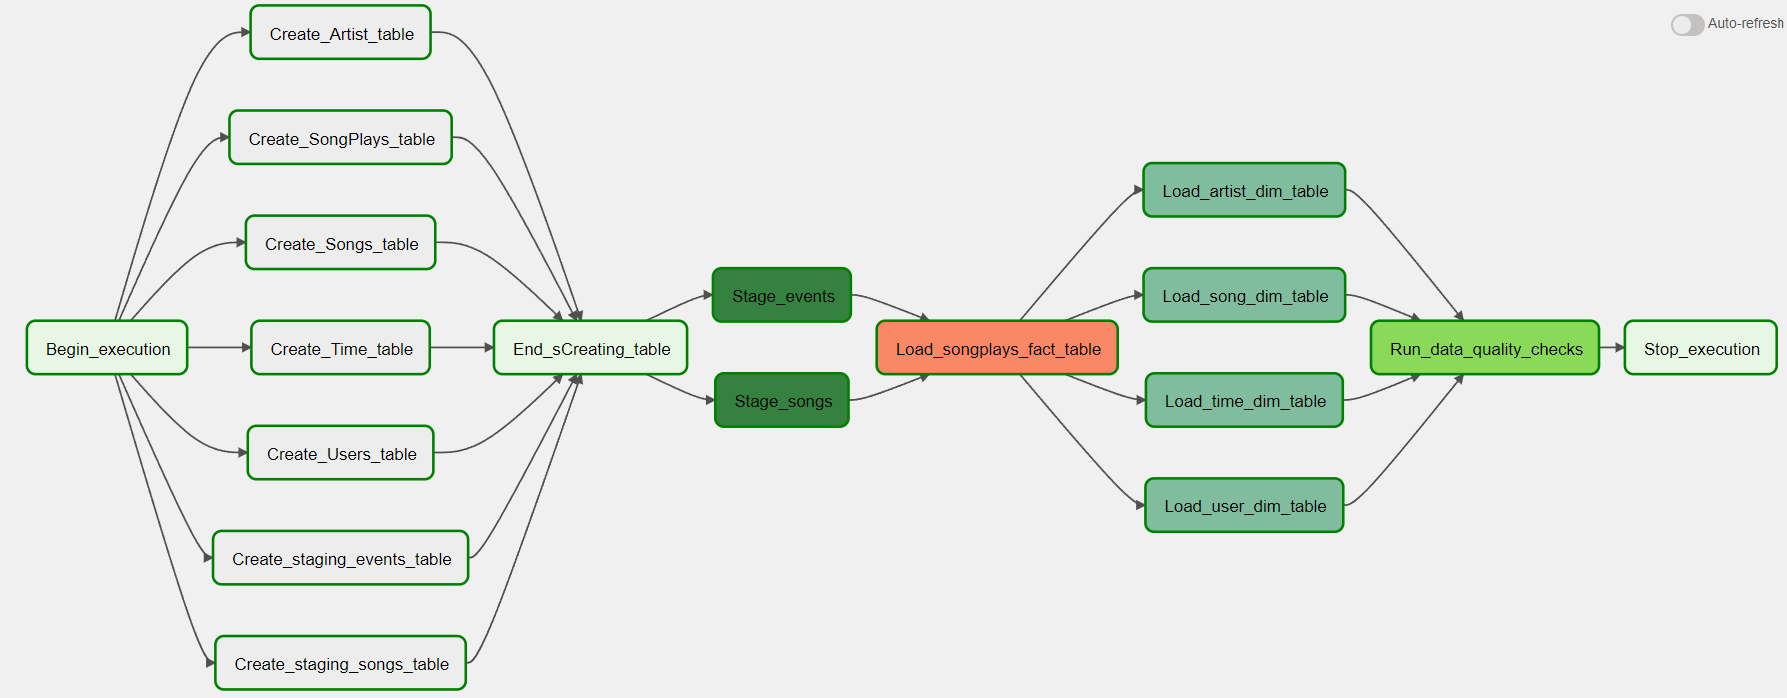 Create_Artist_table
Auto-refresh
Create_SongPlays_table
Load_artist_dim_table
Create_Songs_table
Stage_events
Load_song_dim_table
Begin_execution
Create_Time_table
End_sCreating_table
Load_songplays_fact_table
Run_data_quality_checks
Stop_execution
Stage_songs
Load_time_dim_table
Create_Users_table
Load_user_dim_table
Create_staging_events_table
Create_staging_songs_table